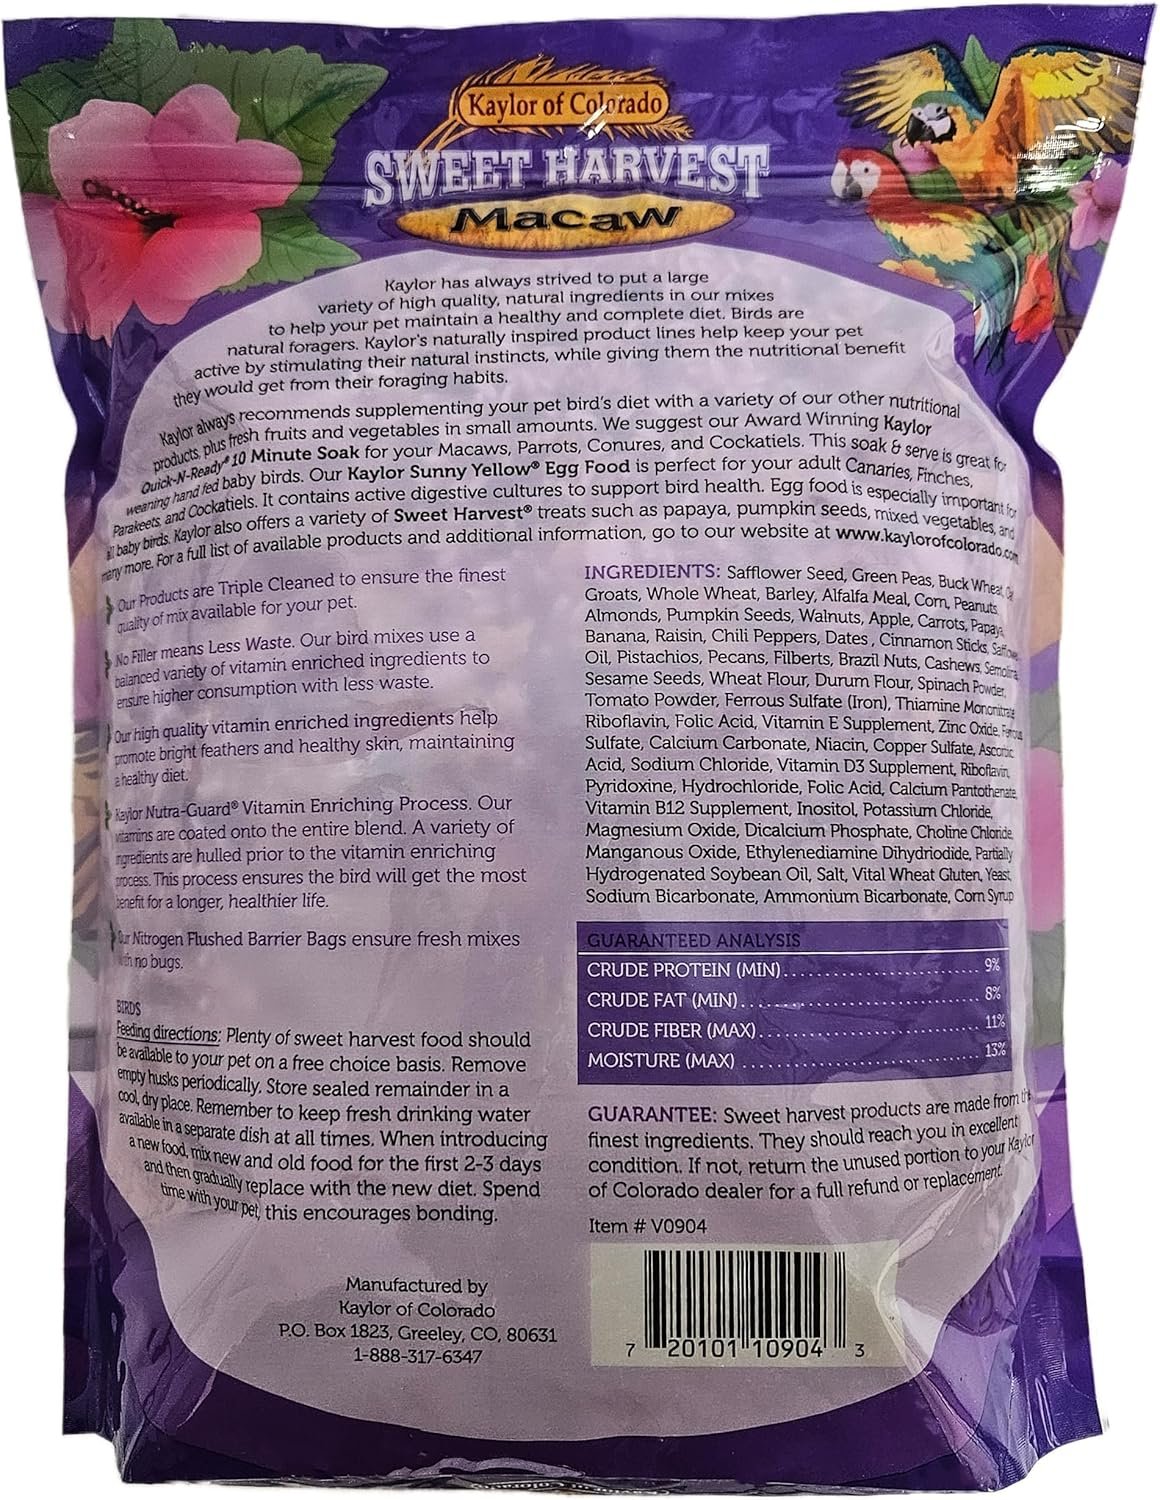 Kaylor of Colorado
SWEET HARVEST
Macaw
Kaylor has always strived to put a large
variety of high quality, natural ingredients in our mixes
to help your pet maintain a healthy and complete diet. Birds are
natural foragers. Kaylor's naturally inspired product lines help keep your pet
active by stimulating their natural instincts, while giving them the nutritional benefit
they would get from their foraging habits.
Kaylor always recommends supplementing your pet bird's diet with a variety of our other nutritional
products, plus fresh fruits and vegetables in small amounts. We suggest our Award Winning Kaylor
Quick-N-Ready® 10 Minute Soak for your Macaws, Parrots, Conures, and Cockatiels. This soak & serve is great for
weaning hand fed baby birds. Our Kaylor Sunny Yellow® Egg Food is perfect for your adult Canaries, Finches,
Parakeets, and Cockatiels. It contains active digestive cultures to support bird health. Egg food is especially important for
all baby birds. Kaylor also offers a variety of Sweet Harvest® treats such as papaya, pumpkin seeds, mixed vegetables, and
many more. For a full list of available products and additional information, go to our website at www.kaylorofcolorado.com
Our Products are Triple Cleaned to ensure the finest
quality of mix available for your pet.
No Filler means Less Waste. Our bird mixes use a
balanced variety of vitamin enriched ingredients to
ensure higher consumption with less waste.
Our high quality vitamin enriched ingredients help
promote bright feathers and healthy skin, maintaining
a healthy diet.
Kaylor Nutra-Guard® Vitamin Enriching Process. Our
vitamins are coated onto the entire blend. A variety of
ingredients are hulled prior to the vitamin enriching
process. This process ensures the bird will get the most
benefit for a longer, healthier life.
Our Nitrogen Flushed Barrier Bags ensure fresh mixes
with no bugs.
BIRDS
Feeding directions: Plenty of sweet harvest food should
be available to your pet on a free choice basis. Remove
empty husks periodically. Store sealed remainder in a
cool, dry place. Remember to keep fresh drinking water
available in a separate dish at all times. When introducing
a new food, mix new and old food for the first 2-3 days
and then gradually replace with the new diet. Spend
time with your pet, this encourages bonding.
Manufactured by
Kaylor of Colorado
P.O. Box 1823, Greeley, CO, 80631
1-888-317-6347
INGREDIENTS: Safflower Seed, Green Peas, Buck Wheat,
Groats, Whole Wheat, Barley, Alfalfa Meal, Corn, Peanuts,
Almonds, Pumpkin Seeds, Walnuts, Apple, Carrots, Papaya,
Banana, Raisin, Chili Peppers, Dates , Cinnamon Sticks, Safflower
Oil, Pistachios, Pecans, Filberts, Brazil Nuts, Cashews, Semolina,
Sesame Seeds, Wheat Flour, Durum Flour, Spinach Powder,
Tomato Powder, Ferrous Sulfate (Iron), Thiamine Mononitrate
Riboflavin, Folic Acid, Vitamin E Supplement, Zinc Oxide, Ferrous
Sulfate, Calcium Carbonate, Niacin, Copper Sulfate, Ascorbic
Acid, Sodium Chloride, Vitamin D3 Supplement, Riboflavin,
Pyridoxine, Hydrochloride, Folic Acid, Calcium Pantothenate,
Vitamin B12 Supplement, Inositol, Potassium Chloride,
Magnesium Oxide, Dicalcium Phosphate, Choline Chloride,
Manganous Oxide, Ethylenediamine Dihydriodide, Partially
Hydrogenated Soybean Oil, Salt, Vital Wheat Gluten, Yeast,
Sodium Bicarbonate, Ammonium Bicarbonate, Corn Syrup
GUARANTEED ANALYSIS
CRUDE PROTEIN (MIN) 9%
CRUDE FAT (MIN) 8%
CRUDE FIBER (MAX) 11%
MOISTURE (MAX) 13%
GUARANTEE: Sweet harvest products are made from the
finest ingredients. They should reach you in excellent
condition. If not, return the unused portion to your Kaylor
of Colorado dealer for a full refund or replacement.
Item # V0904
7 20101 10904 3